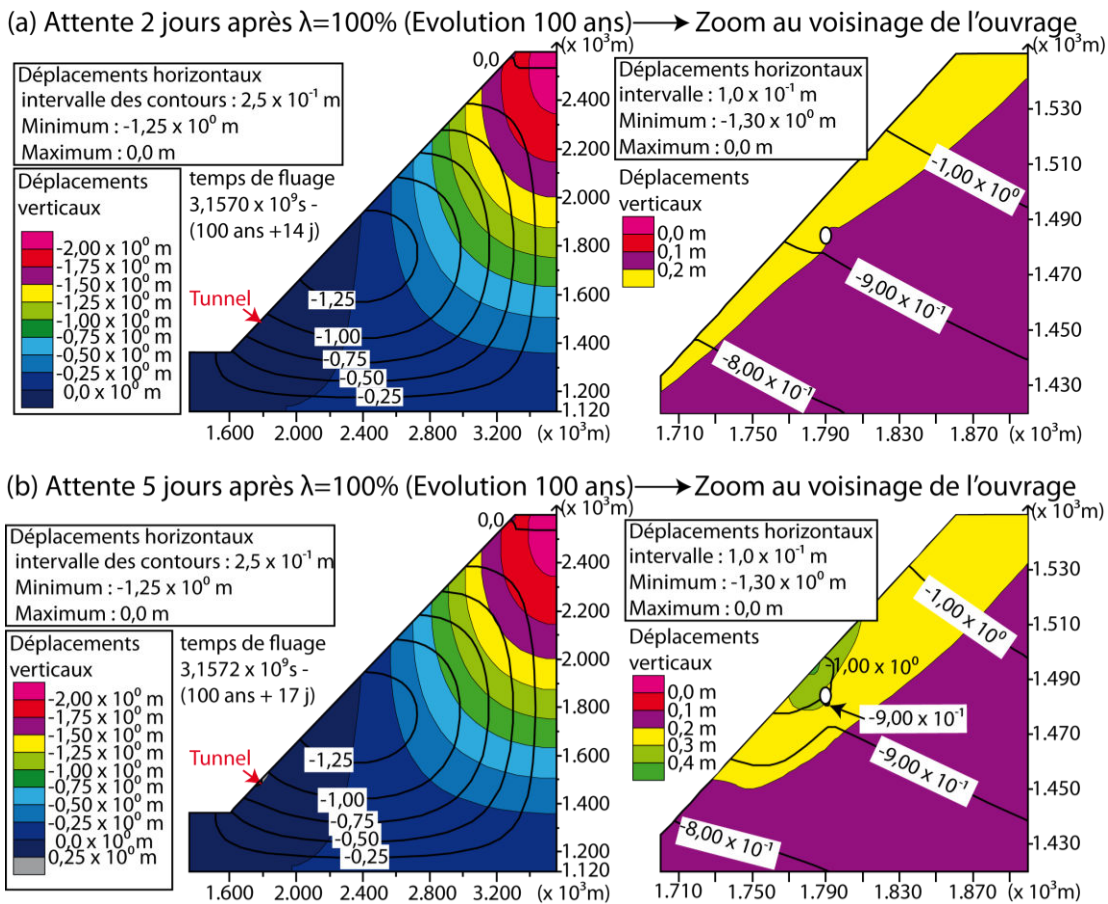 (a) Attente 2 jours après λ=100% (Evolution 100 ans) → Zoom au voisinage de l'ouvrage
Déplacements horizontaux
intervalle des contours : 2,5 x 10⁻¹ m
Minimum : -1,25 x 10⁰ m
Maximum : 0,0 m
Déplacements
verticaux
-2,00 x 10⁰ m
-1,75 x 10⁰ m
-1,50 x 10⁰ m
-1,25 x 10⁰ m
-1,00 x 10⁰ m
-0,75 x 10⁰ m
-0,50 x 10⁰ m
-0,25 x 10⁰ m
0,0 x 10⁰ m
temps de fluage
3,1570 x 10⁹s -
(100 ans +14 j)
Tunnel
0,0
-1,25
-1,00
-0,75
-0,50
-0,25
(x 10³m)
2.400
2.200
2.000
1.800
1.600
1.400
1.200
1.120
1.600 2.000 2.400 2.800 3.200 (x 10³m)
Déplacements horizontaux
intervalle : 1,0 x 10⁻¹ m
Minimum : -1,30 x 10⁰ m
Maximum : 0,0 m
Déplacements
verticaux
0,0 m
0,1 m
0,2 m
-1,00 x 10⁰
-9,00 x 10⁻¹
-8,00 x 10⁻¹
(x 10³m)
1.530
1.510
1.490
1.470
1.450
1.430
1.710 1.750 1.790 1.830 1.870 (x 10³m)
(b) Attente 5 jours après λ=100% (Evolution 100 ans) → Zoom au voisinage de l'ouvrage
Déplacements horizontaux
intervalle des contours : 2,5 x 10⁻¹ m
Minimum : -1,25 x 10⁰ m
Maximum : 0,0 m
Déplacements
verticaux
-2,00 x 10⁰ m
-1,75 x 10⁰ m
-1,50 x 10⁰ m
-1,25 x 10⁰ m
-1,00 x 10⁰ m
-0,75 x 10⁰ m
-0,50 x 10⁰ m
-0,25 x 10⁰ m
0,0 x 10⁰ m
0,25 x 10⁰ m
temps de fluage
3,1572 x 10⁹s -
(100 ans + 17 j)
Tunnel
0,0
-1,25
-1,00
-0,75
-0,50
-0,25
(x 10³m)
2.400
2.200
2.000
1.800
1.600
1.400
1.200
1.120
1.600 2.000 2.400 2.800 3.200 (x 10³m)
Déplacements horizontaux
intervalle : 1,0 x 10⁻¹ m
Minimum : -1,30 x 10⁰ m
Maximum : 0,0 m
Déplacements
verticaux
0,0 m
0,1 m
0,2 m
0,3 m
0,4 m
-1,00 x 10⁰
-1,00 x 10⁰
-9,00 x 10⁻¹
-9,00 x 10⁻¹
-8,00 x 10⁻¹
(x 10³m)
1.530
1.510
1.490
1.470
1.450
1.430
1.710 1.750 1.790 1.830 1.870 (x 10³m)